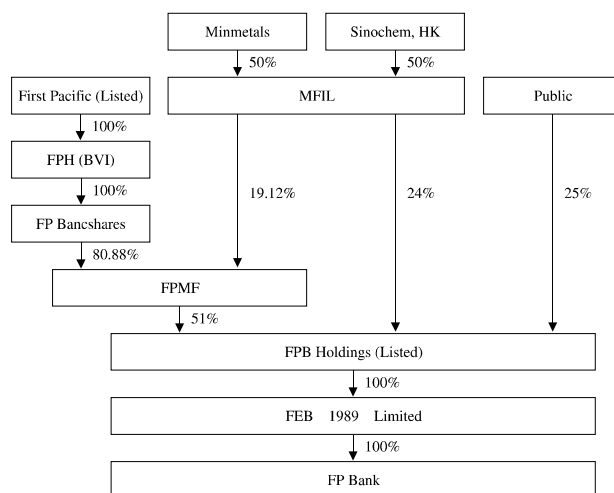 Minmetals
Sinochem, HK
50%
50%
First Pacific (Listed)
MFIL
Public
100%
FPH (BVI)
100%
19.12%
24%
25%
FP Bancshares
80.88%
FPMF
51%
FPB Holdings (Listed)
100%
FEB 1989 Limited
100%
FP Bank